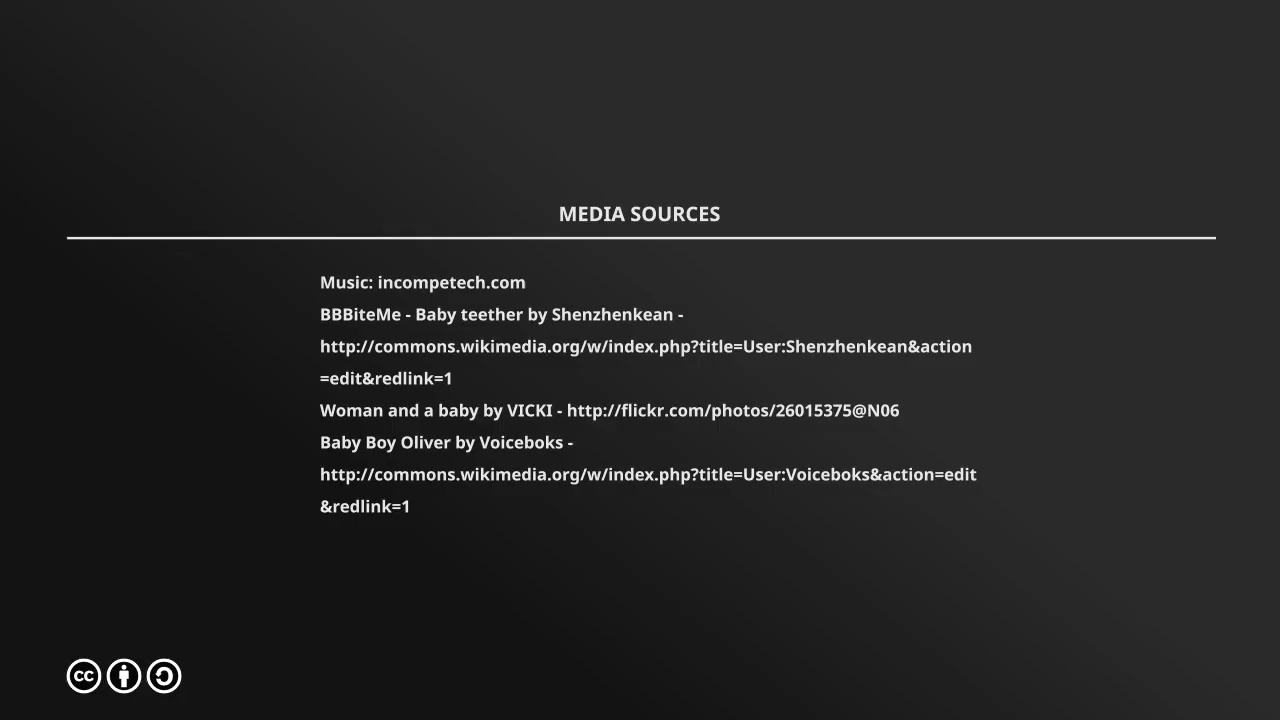 MEDIA SOURCES
Music: incompetech.com
BBBiteMe - Baby teether by Shenzhenkean -
http://commons.wikimedia.org/w/index.php?title=User:Shenzhenkean&action
=edit&redlink=1
Woman and a baby by VICKI - http://flickr.com/photos/26015375@N06
Baby Boy Oliver by Voiceboks -
http://commons.wikimedia.org/w/index.php?title=User:Voiceboks&action=edit
&redlink=1
cc